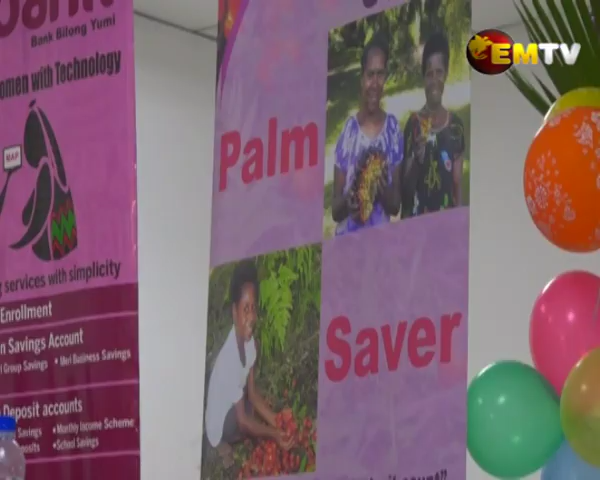 Bank Bilong Yumi
omen with Technology
MAP
services with simplicity
Enrollment
n Savings Account
Group Savings • Meri Business Savings
Deposit accounts
Savings • Monthly Income Scheme
osits • School Savings
Palm
Saver
EMTV